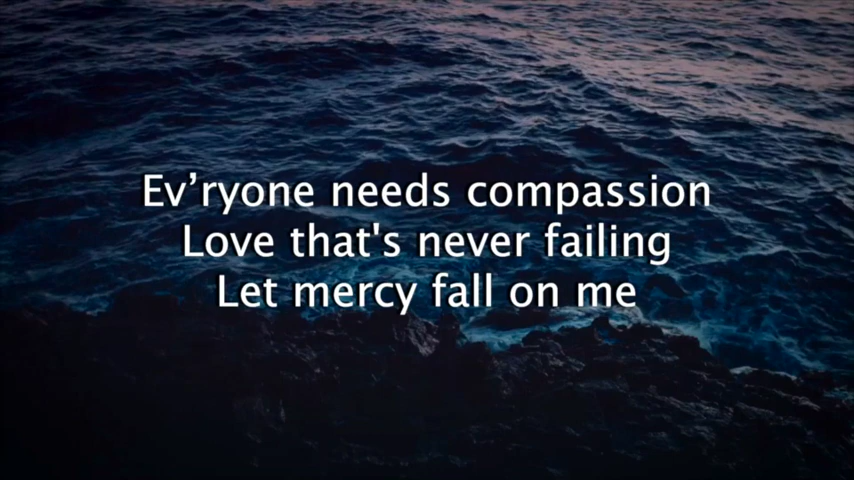 Ev’ryone needs compassion
Love that's never failing
Let mercy fall on me